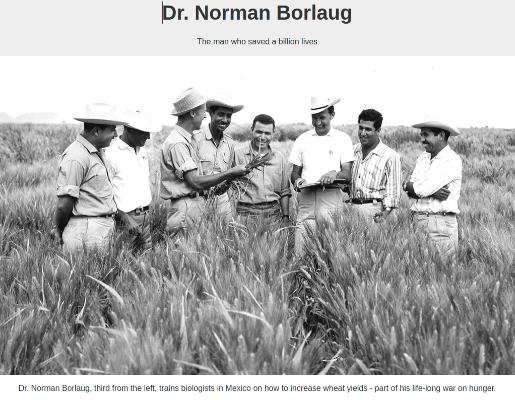 Dr. Norman Borlaug
The man who saved a billion lives
Dr. Norman Borlaug, third from the left, trains biologists in Mexico on how to increase wheat yields - part of his life-long war on hunger.